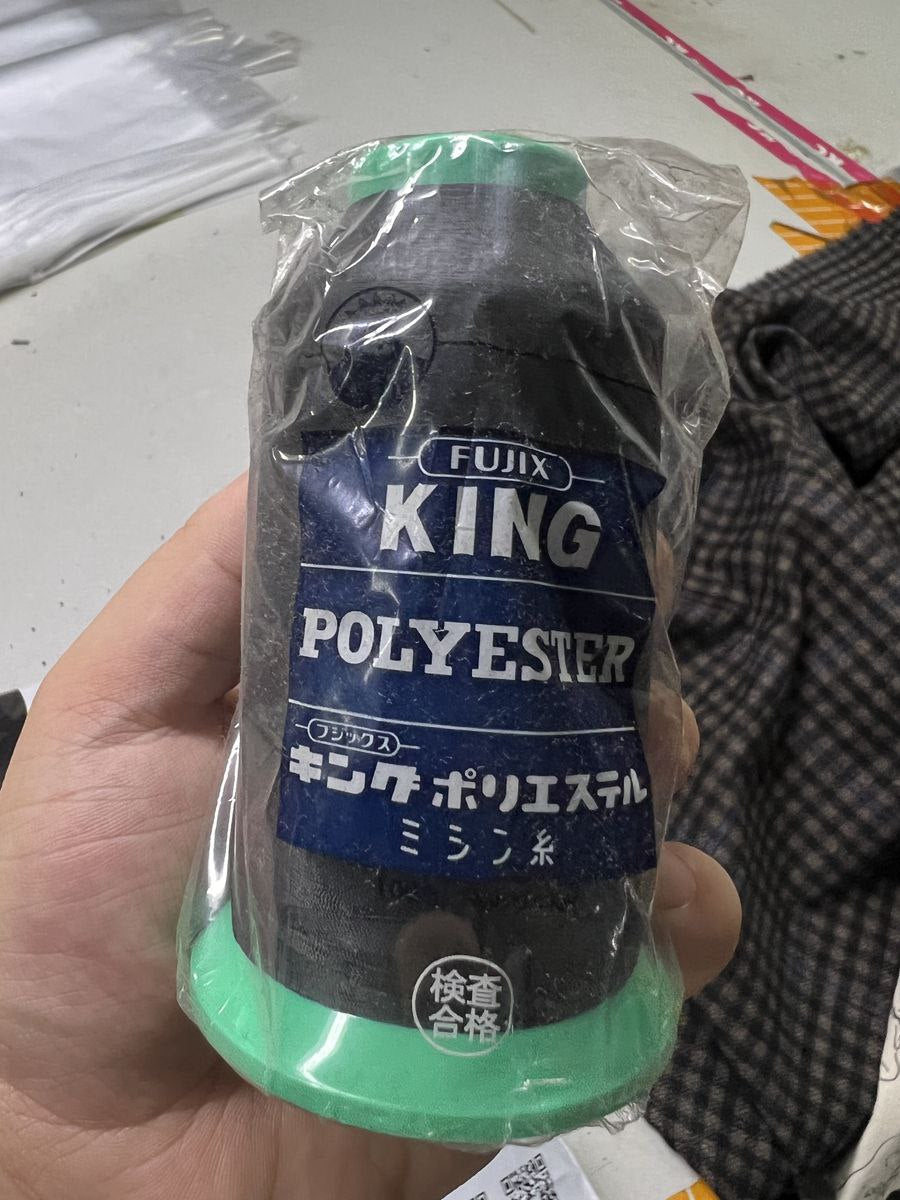 FUJIX
KING
POLYESTER
フジックス
キング ポリエステル
ミシン糸
検査
合格